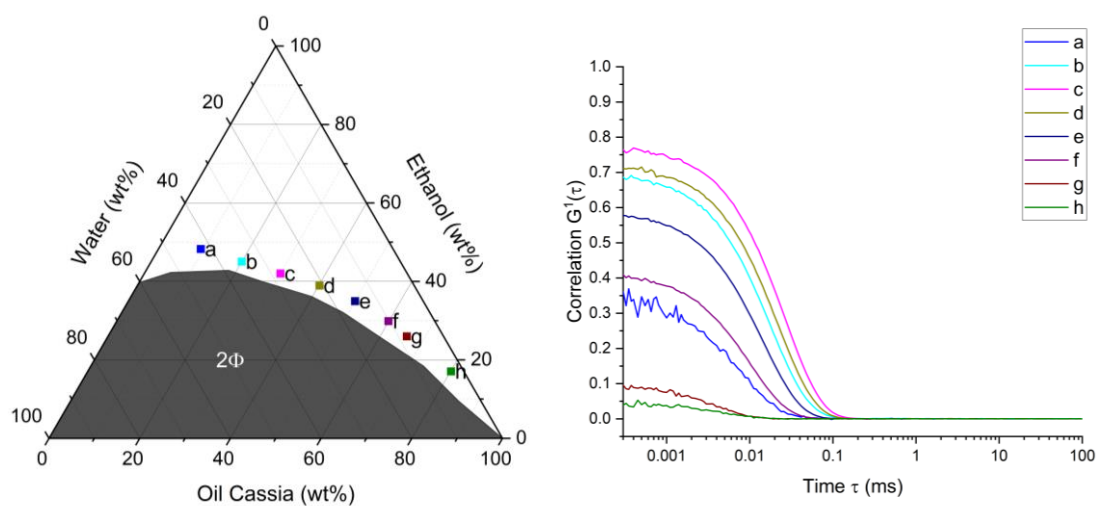 0
100
20
80
Water (wt%)
Ethanol (wt%)
40
60
a
b
60
c
40
d
e
f
80
g
2Φ
20
h
100
0
0
20
40
60
80
100
Oil Cassia (wt%)
a
b
c
d
e
f
g
h
1.0
0.9
0.8
0.7
0.6
0.5
0.4
0.3
0.2
0.1
0.0
Correlation G¹(τ)
0.001
0.01
0.1
1
10
100
Time τ (ms)